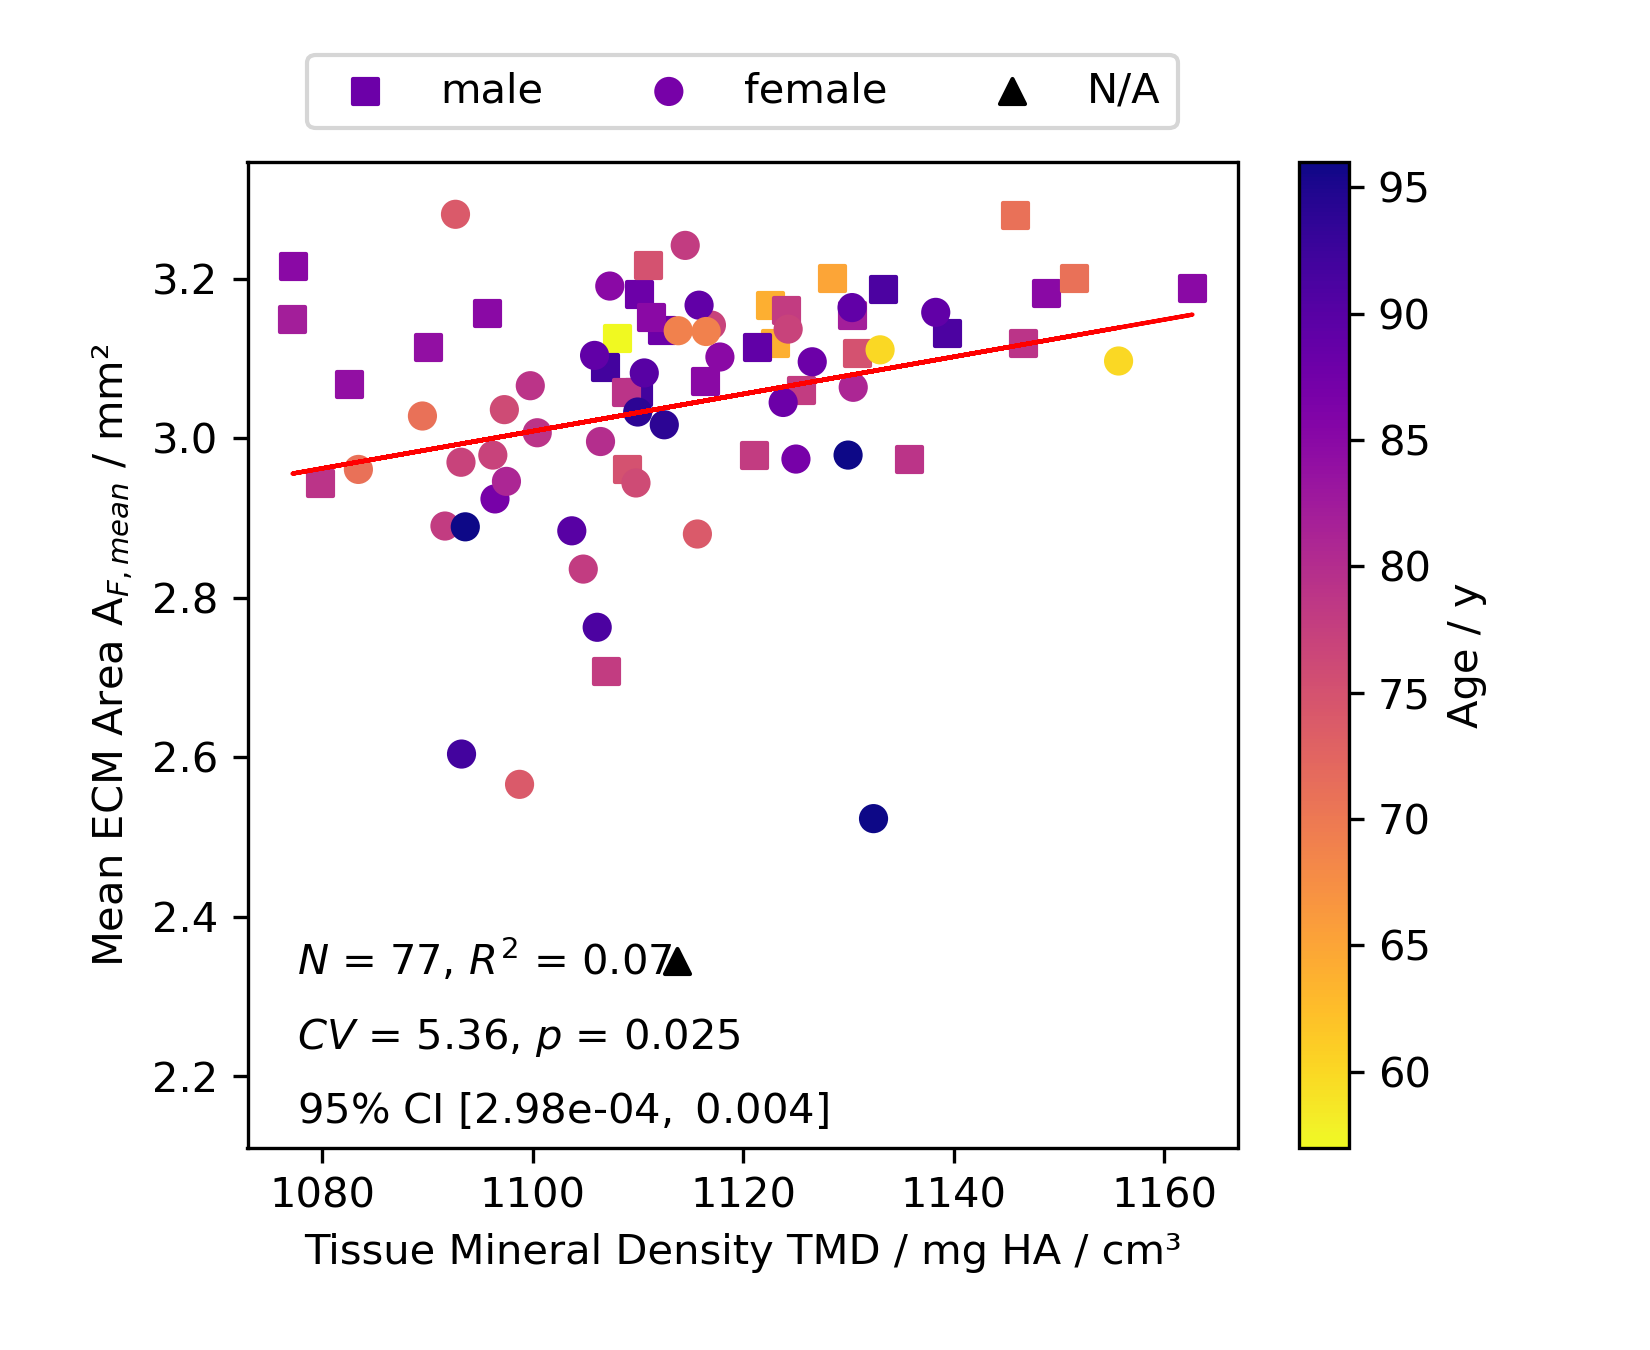 male female N/A
3.2
3.0
2.8
2.6
2.4
2.2
Mean ECM Area A_F,mean / mm²
N = 77, R² = 0.07
CV = 5.36, p = 0.025
95% CI [2.98e-04, 0.004]
1080 1100 1120 1140 1160
Tissue Mineral Density TMD / mg HA / cm³
95
90
85
80
75
70
65
60
Age / y